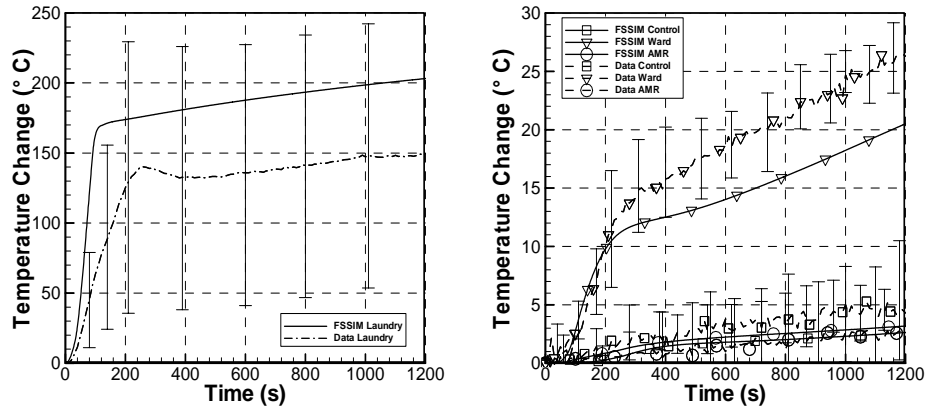 250
200
150
100
50
0
Temperature Change (° C)
0 200 400 600 800 1000 1200
Time (s)
FSSIM Laundry
Data Laundry
30
25
20
15
10
5
0
Temperature Change (° C)
0 200 400 600 800 1000 1200
Time (s)
FSSIM Control
FSSIM Ward
FSSIM AMR
Data Control
Data Ward
Data AMR